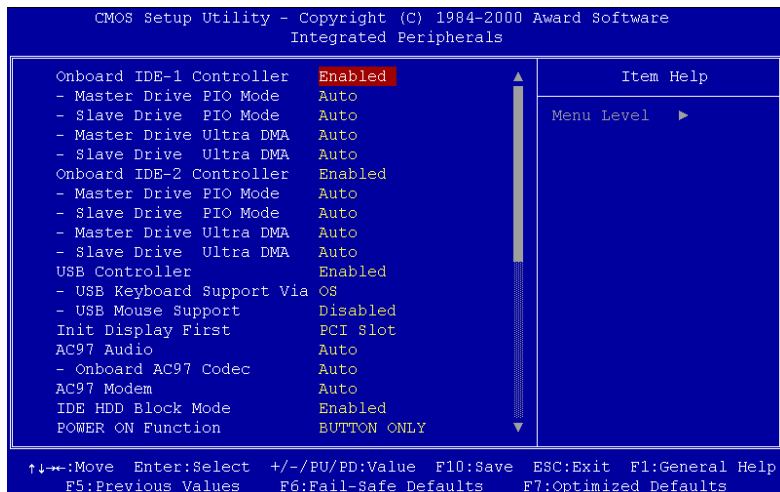 CMOS Setup Utility - Copyright (C) 1984-2000 Award Software
Integrated Peripherals
Onboard IDE-1 Controller Enabled
- Master Drive PIO Mode Auto
- Slave Drive PIO Mode Auto
- Master Drive Ultra DMA Auto
- Slave Drive Ultra DMA Auto
Onboard IDE-2 Controller Enabled
- Master Drive PIO Mode Auto
- Slave Drive PIO Mode Auto
- Master Drive Ultra DMA Auto
- Slave Drive Ultra DMA Auto
USB Controller Enabled
- USB Keyboard Support Via OS
- USB Mouse Support Disabled
Init Display First PCI Slot
AC97 Audio Auto
- Onboard AC97 Codec Auto
AC97 Modem Auto
IDE HDD Block Mode Enabled
POWER ON Function BUTTON ONLY
Item Help
Menu Level ►
↑↓→←:Move Enter:Select +/-/PU/PD:Value F10:Save ESC:Exit F1:General Help
F5:Previous Values F6:Fail-Safe Defaults F7:Optimized Defaults